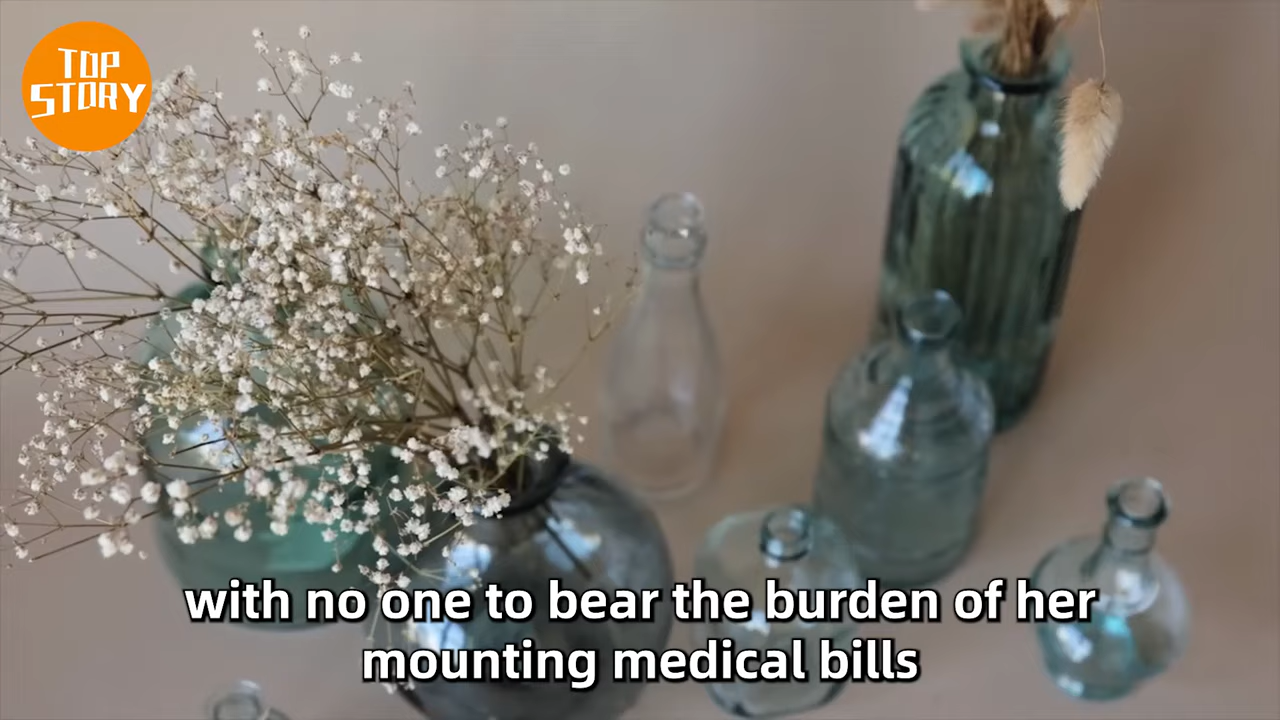 TOP
STORY
with no one to bear the burden of her
mounting medical bills